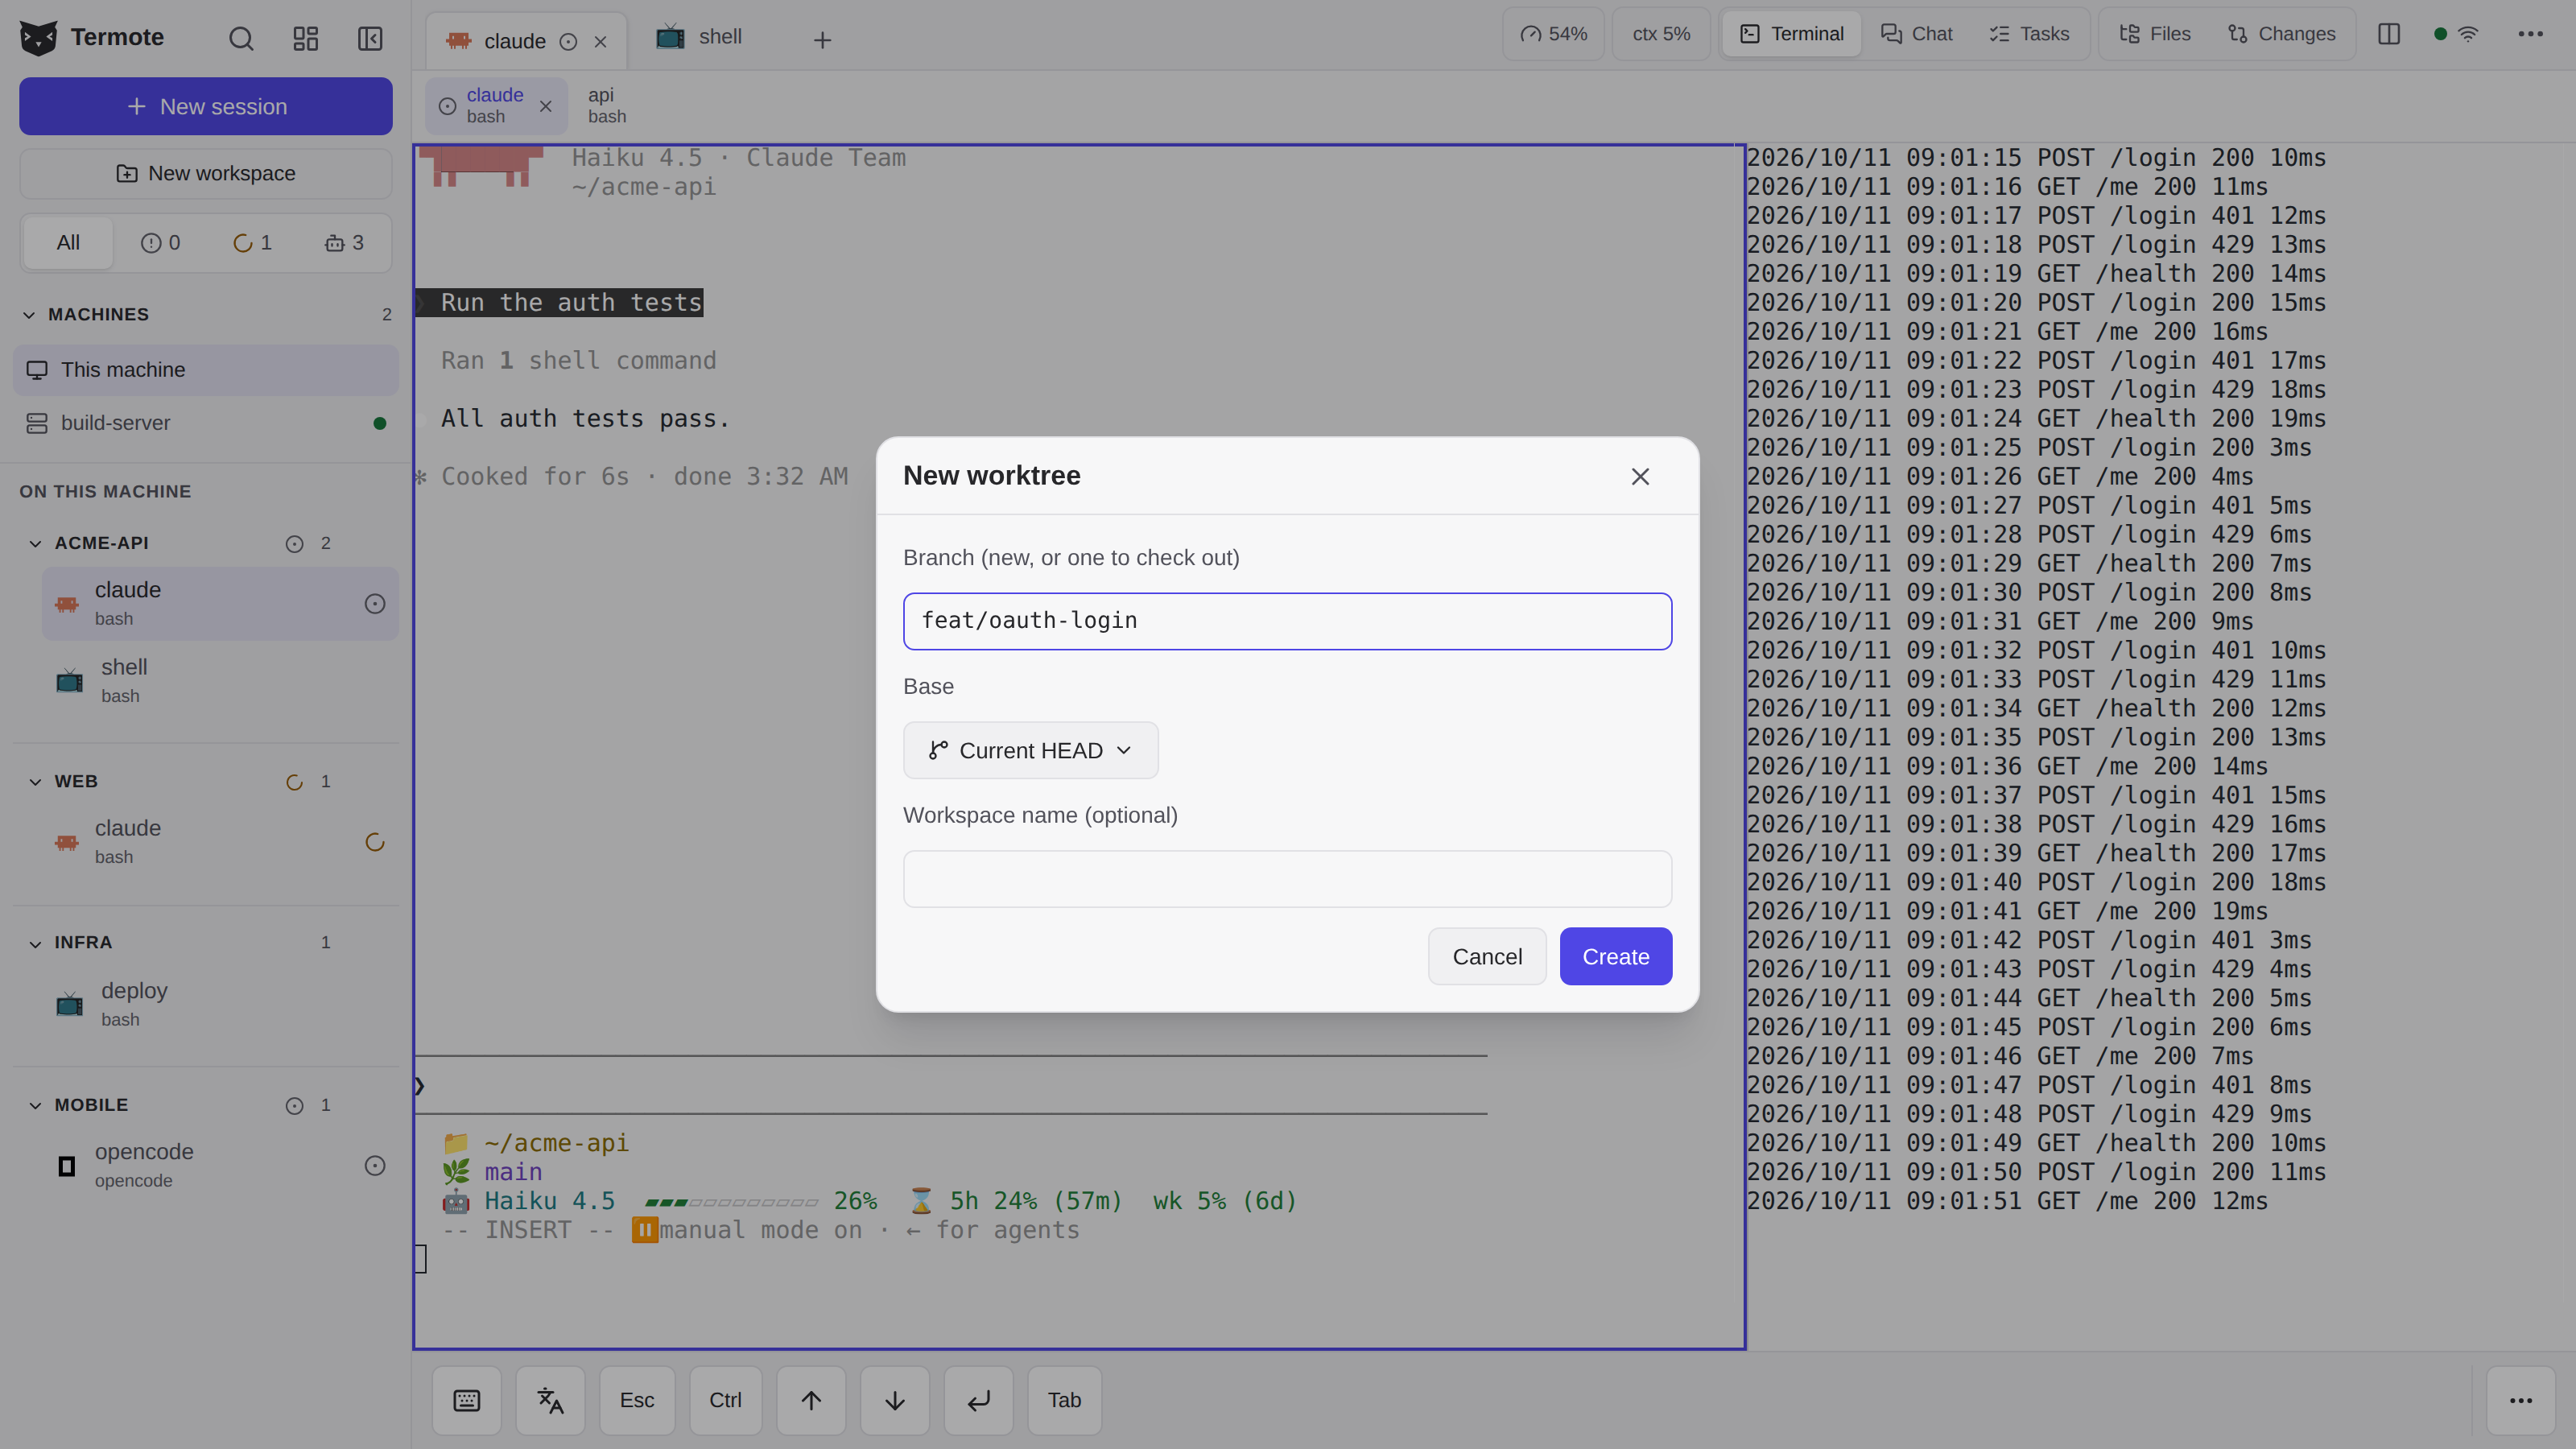 Termote
New session
New workspace
All
0
1
3
MACHINES
2
This machine
build-server
ON THIS MACHINE
ACME-API
2
claude
bash
shell
bash
WEB
1
claude
bash
INFRA
1
deploy
bash
MOBILE
1
opencode
opencode
claude
shell
54%
ctx 5%
Terminal
Chat
Tasks
Files
Changes
claude
bash
api
bash
Haiku 4.5 · Claude Team
~/acme-api
Run the auth tests
Ran 1 shell command
All auth tests pass.
✻ Cooked for 6s · done 3:32 AM
❯
~/acme-api
main
Haiku 4.5 26% 5h 24% (57m) wk 5% (6d)
-- INSERT -- manual mode on · ← for agents
2026/10/11 09:01:15 POST /login 200 10ms
2026/10/11 09:01:16 GET /me 200 11ms
2026/10/11 09:01:17 POST /login 401 12ms
2026/10/11 09:01:18 POST /login 429 13ms
2026/10/11 09:01:19 GET /health 200 14ms
2026/10/11 09:01:20 POST /login 200 15ms
2026/10/11 09:01:21 GET /me 200 16ms
2026/10/11 09:01:22 POST /login 401 17ms
2026/10/11 09:01:23 POST /login 429 18ms
2026/10/11 09:01:24 GET /health 200 19ms
2026/10/11 09:01:25 POST /login 200 3ms
2026/10/11 09:01:26 GET /me 200 4ms
2026/10/11 09:01:27 POST /login 401 5ms
2026/10/11 09:01:28 POST /login 429 6ms
2026/10/11 09:01:29 GET /health 200 7ms
2026/10/11 09:01:30 POST /login 200 8ms
2026/10/11 09:01:31 GET /me 200 9ms
2026/10/11 09:01:32 POST /login 401 10ms
2026/10/11 09:01:33 POST /login 429 11ms
2026/10/11 09:01:34 GET /health 200 12ms
2026/10/11 09:01:35 POST /login 200 13ms
2026/10/11 09:01:36 GET /me 200 14ms
2026/10/11 09:01:37 POST /login 401 15ms
2026/10/11 09:01:38 POST /login 429 16ms
2026/10/11 09:01:39 GET /health 200 17ms
2026/10/11 09:01:40 POST /login 200 18ms
2026/10/11 09:01:41 GET /me 200 19ms
2026/10/11 09:01:42 POST /login 401 3ms
2026/10/11 09:01:43 POST /login 429 4ms
2026/10/11 09:01:44 GET /health 200 5ms
2026/10/11 09:01:45 POST /login 200 6ms
2026/10/11 09:01:46 GET /me 200 7ms
2026/10/11 09:01:47 POST /login 401 8ms
2026/10/11 09:01:48 POST /login 429 9ms
2026/10/11 09:01:49 GET /health 200 10ms
2026/10/11 09:01:50 POST /login 200 11ms
2026/10/11 09:01:51 GET /me 200 12ms
New worktree
Branch (new, or one to check out)
feat/oauth-login
Base
Current HEAD
Workspace name (optional)
Cancel
Create
Esc
Ctrl
Tab